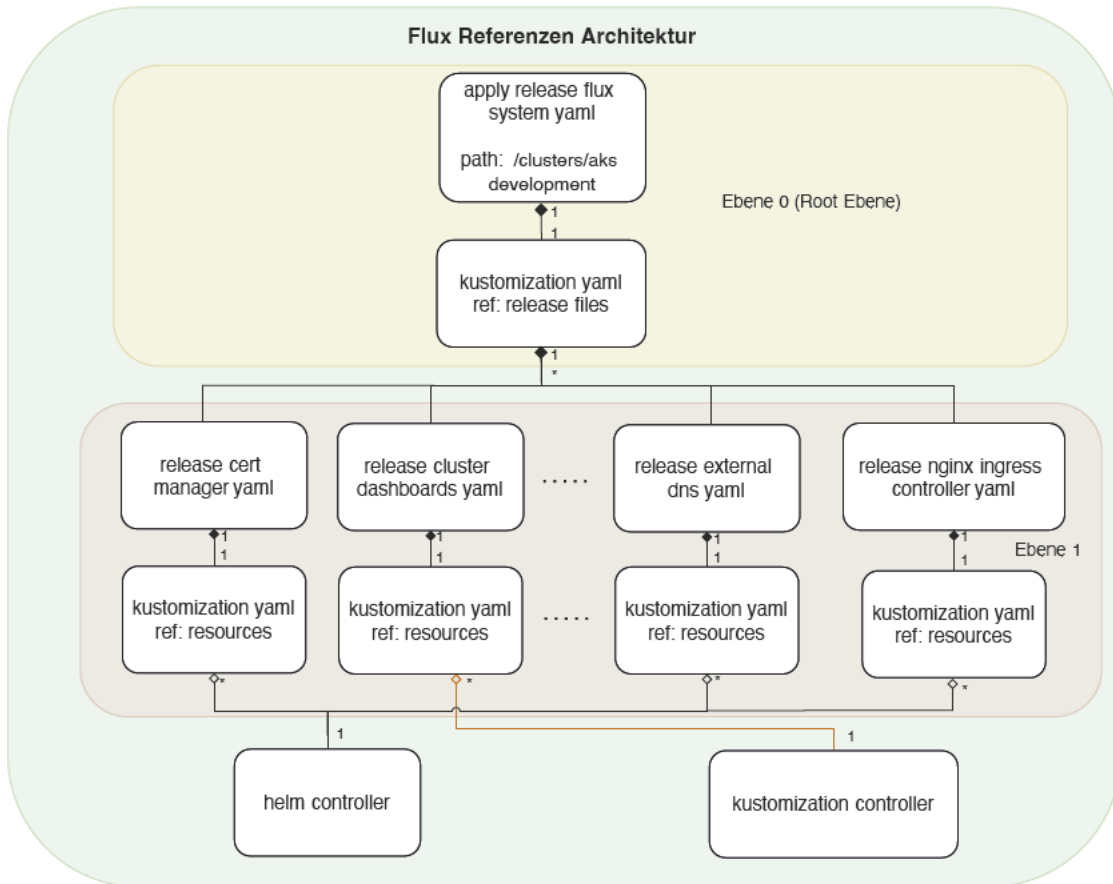 Flux Referenzen Architektur
apply release flux
system yaml
path: /clusters/aks
development
Ebene 0 (Root Ebene)
1
1
kustomization yaml
ref: release files
1
*
release cert
manager yaml
release cluster
dashboards yaml
.....
release external
dns yaml
release nginx ingress
controller yaml
1
1
1
1
1
1
1
1
Ebene 1
kustomization yaml
ref: resources
kustomization yaml
ref: resources
.....
kustomization yaml
ref: resources
kustomization yaml
ref: resources
*
*
*
*
1
1
helm controller
kustomization controller